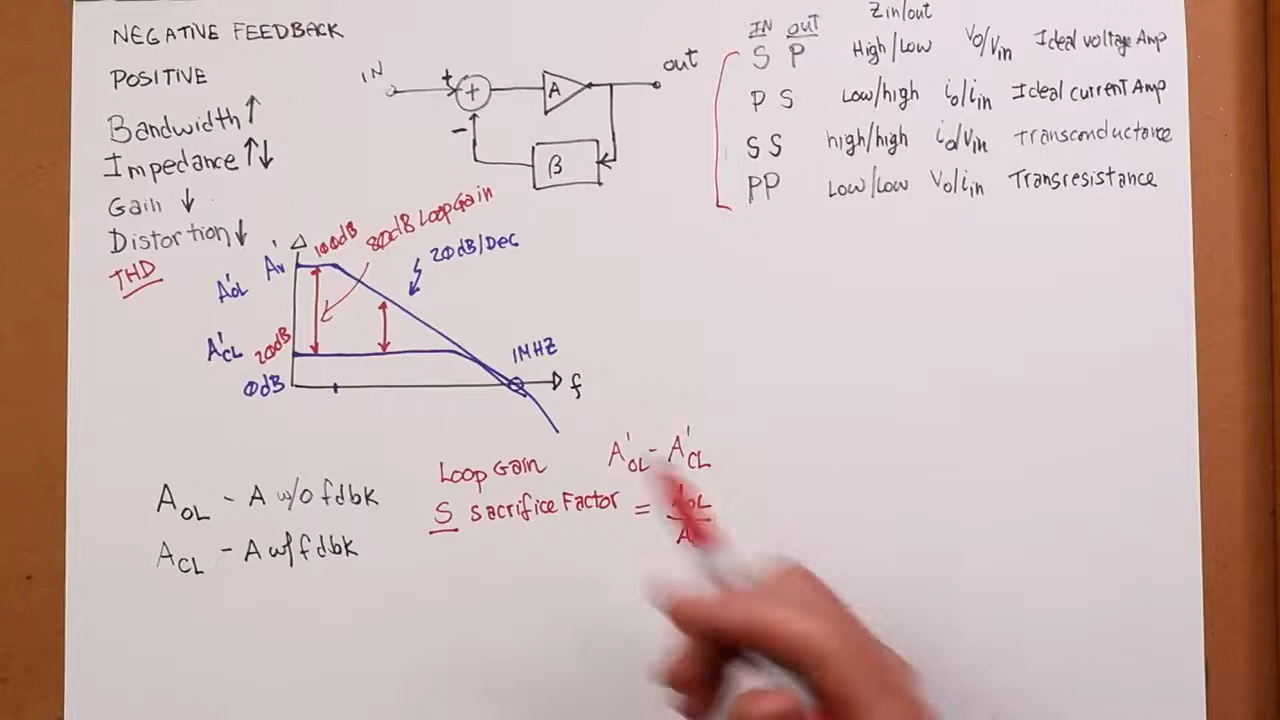 NEGATIVE FEEDBACK
POSITIVE
Bandwidth ↑
Impedance ↑↓
Gain ↓
Distortion ↓
THD
IN
+
+
A
out
−
β
IN OUT Zin/out
S P High/Low Vo/Vin Ideal voltage Amp
P S Low/high io/iin Ideal current Amp
S S high/high io/Vin Transconductance
PP Low/Low Vo/iin Transresistance
Av'
100dB
80dB Loop Gain
20dB/Dec
A'OL
A'CL
20dB
0dB
1MHZ
f
AOL - A w/o fdbk
ACL - A w/ fdbk
Loop Gain A'OL - A'CL
S sacrifice Factor = AOL